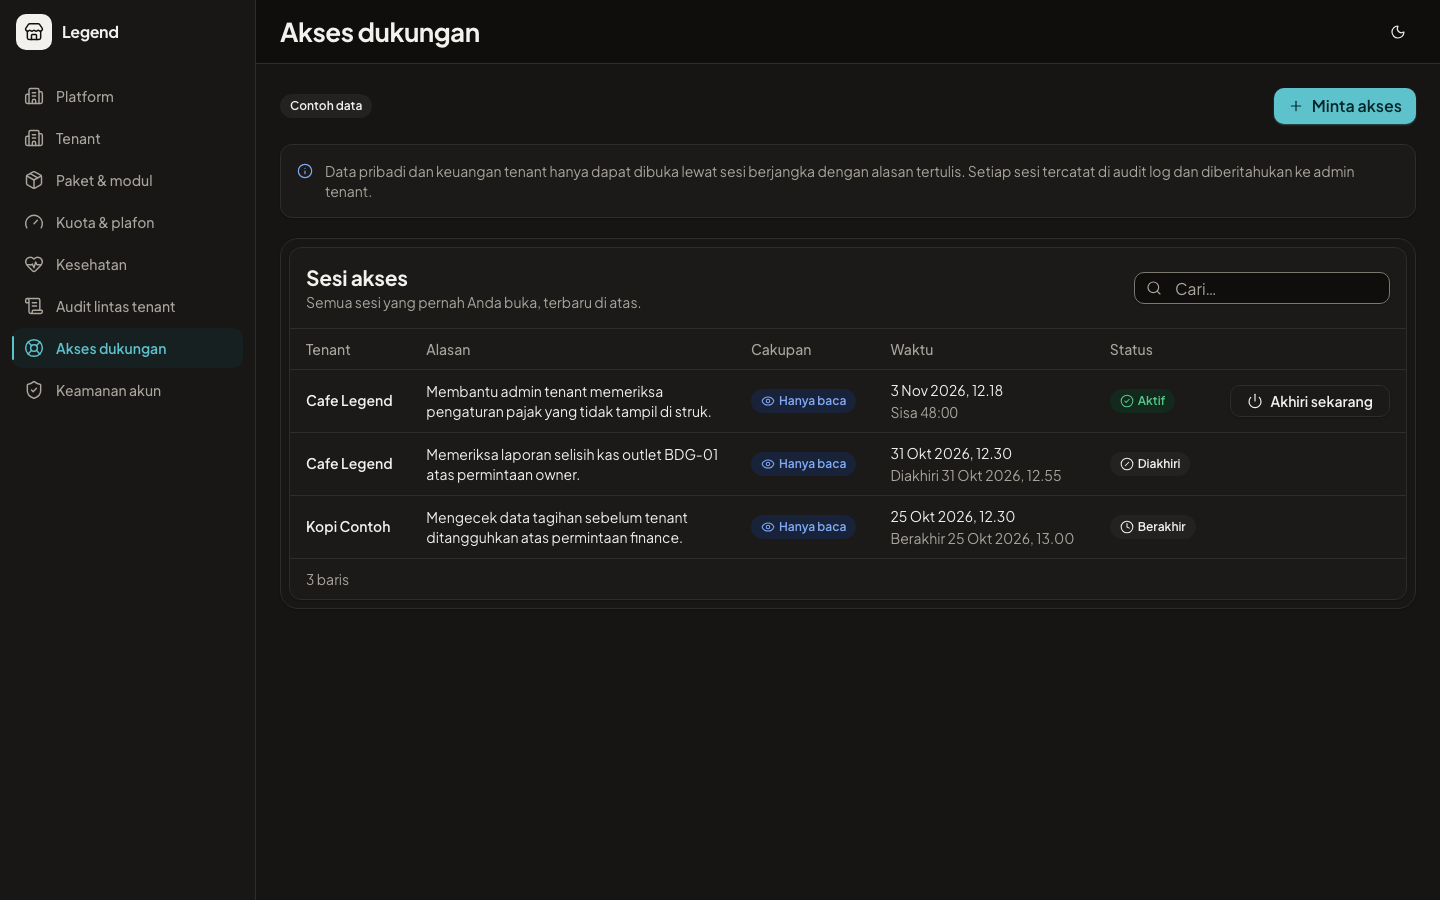 Legend
Akses dukungan
Platform
Tenant
Paket & modul
Kuota & plafon
Kesehatan
Audit lintas tenant
Akses dukungan
Keamanan akun
Contoh data
Minta akses
Data pribadi dan keuangan tenant hanya dapat dibuka lewat sesi berjangka dengan alasan tertulis. Setiap sesi tercatat di audit log dan diberitahukan ke admin
tenant.
Sesi akses
Semua sesi yang pernah Anda buka, terbaru di atas.
Cari...
Tenant Alasan Cakupan Waktu Status
Cafe Legend
Membantu admin tenant memeriksa
pengaturan pajak yang tidak tampil di struk.
Hanya baca
3 Nov 2026, 12.18
Sisa 48:00
Aktif
Akhiri sekarang
Cafe Legend
Memeriksa laporan selisih kas outlet BDG-01
atas permintaan owner.
Hanya baca
31 Okt 2026, 12.30
Diakhiri 31 Okt 2026, 12.55
Diakhiri
Kopi Contoh
Mengecek data tagihan sebelum tenant
ditangguhkan atas permintaan finance.
Hanya baca
25 Okt 2026, 12.30
Berakhir 25 Okt 2026, 13.00
Berakhir
3 baris